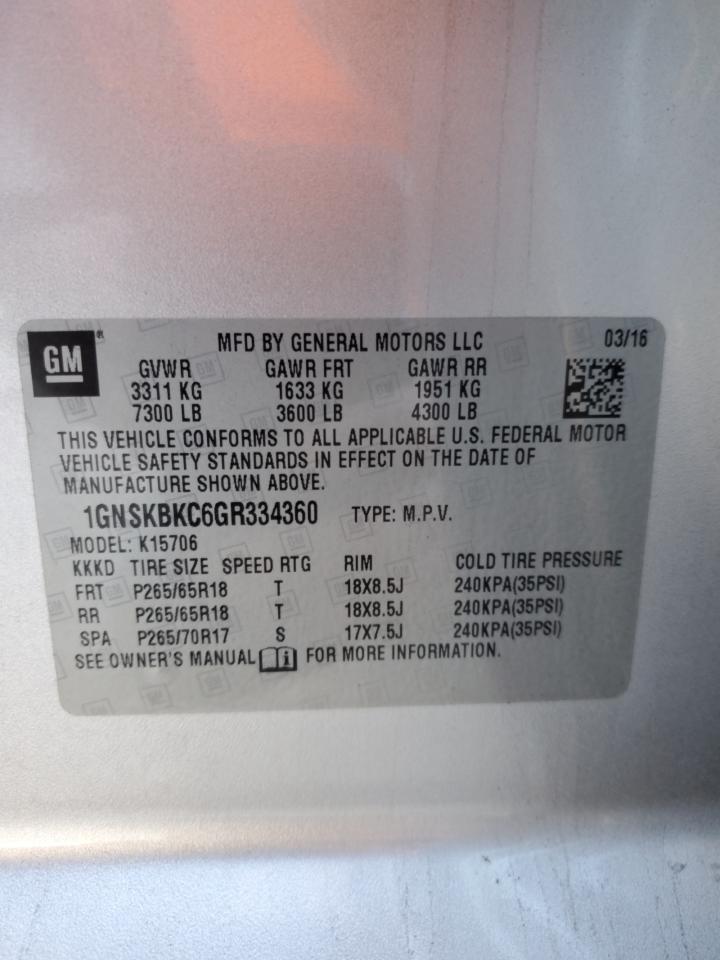 GM
MFD BY GENERAL MOTORS LLC 03/16
GVWR GAWR FRT GAWR RR
3311 KG 1633 KG 1951 KG
7300 LB 3600 LB 4300 LB
THIS VEHICLE CONFORMS TO ALL APPLICABLE U.S. FEDERAL MOTOR
VEHICLE SAFETY STANDARDS IN EFFECT ON THE DATE OF
MANUFACTURE SHOWN ABOVE.
1GNSKBKC6GR334360 TYPE: M.P.V.
MODEL: K15706
KKKD TIRE SIZE SPEED RTG RIM COLD TIRE PRESSURE
FRT P265/65R18 T 18X8.5J 240KPA(35PSI)
RR P265/65R18 T 18X8.5J 240KPA(35PSI)
SPA P265/70R17 S 17X7.5J 240KPA(35PSI)
SEE OWNER'S MANUAL i FOR MORE INFORMATION.